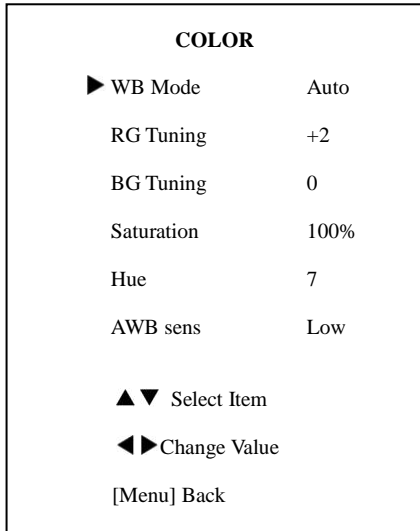 COLOR
▶ WB Mode Auto
RG Tuning +2
BG Tuning 0
Saturation 100%
Hue 7
AWB sens Low
▲▼ Select Item
◀▶Change Value
[Menu] Back